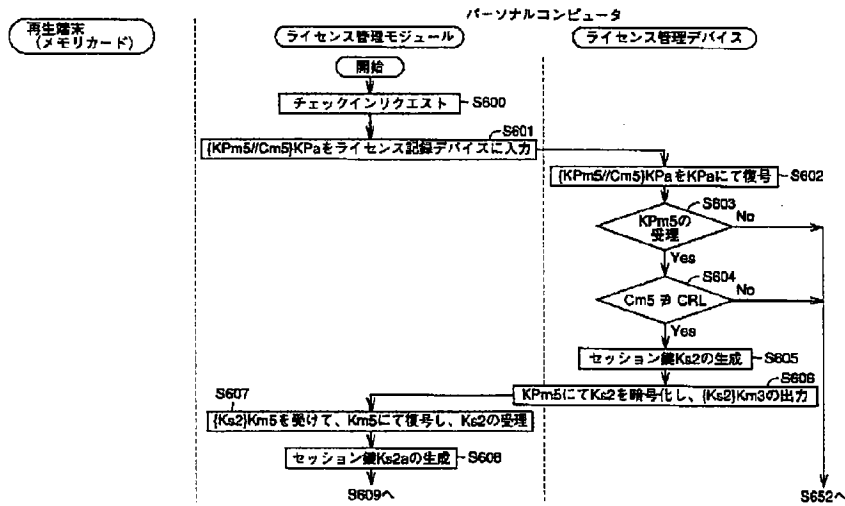 パーソナルコンピュータ
再生端末
(メモリカード)
ライセンス管理モジュール
ライセンス管理デバイス
開始
チェックインリクエスト
S600
S601
{KPm5//Cm5}KPaをライセンス記録デバイスに入力
{KPm5//Cm5}KPaをKPaにて復号
S602
S603
KPm5の
受理
No
Yes
S604
Cm5 ∌ CRL
No
Yes
セッション鍵Ks2の生成
S605
S606
KPm5にてKs2を暗号化し、{Ks2}Km3の出力
S607
{Ks2}Km5を受けて、Km5にて復号し、Ks2の受理
セッション鍵Ks2aの生成
S608
S609へ
S652へ